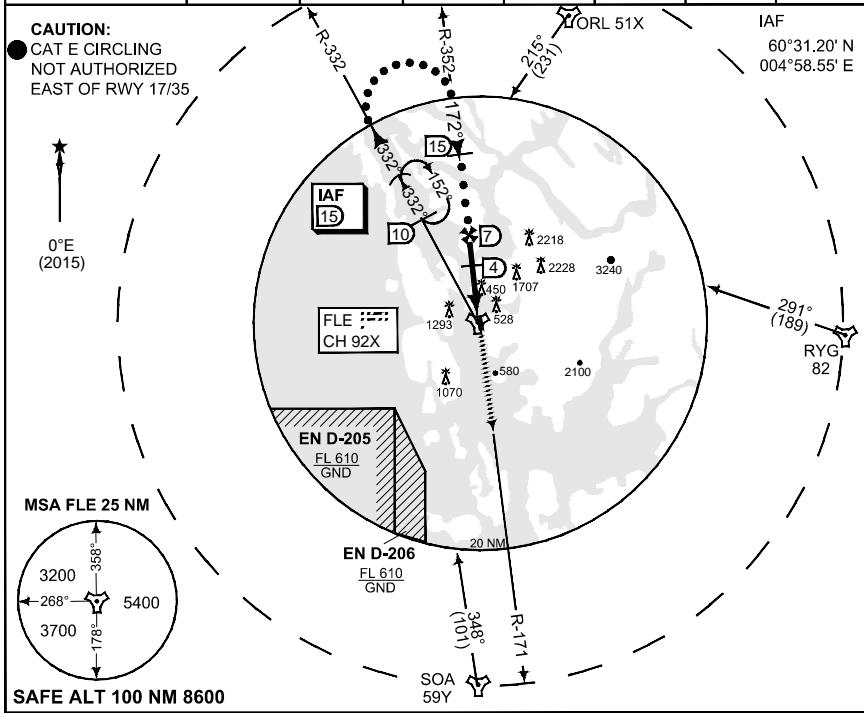 CAUTION:
CAT E CIRCLING
NOT AUTHORIZED
EAST OF RWY 17/35
R-332
R-352
ORL 51X
215°
(231)
IAF
60°31.20' N
004°58.55' E
0°E
(2015)
172°
15
332°
152°
332°
IAF
15
10
7
4
2218
2228
1707
3240
450
528
1293
FLE
CH 92X
291°
(189)
RYG
82
580
2100
1070
EN D-205
FL 610
GND
MSA FLE 25 NM
358°
3200
268°
5400
3700
178°
20 NM
EN D-206
FL 610
GND
348°
(101)
R-171
SOA
59Y
SAFE ALT 100 NM 8600